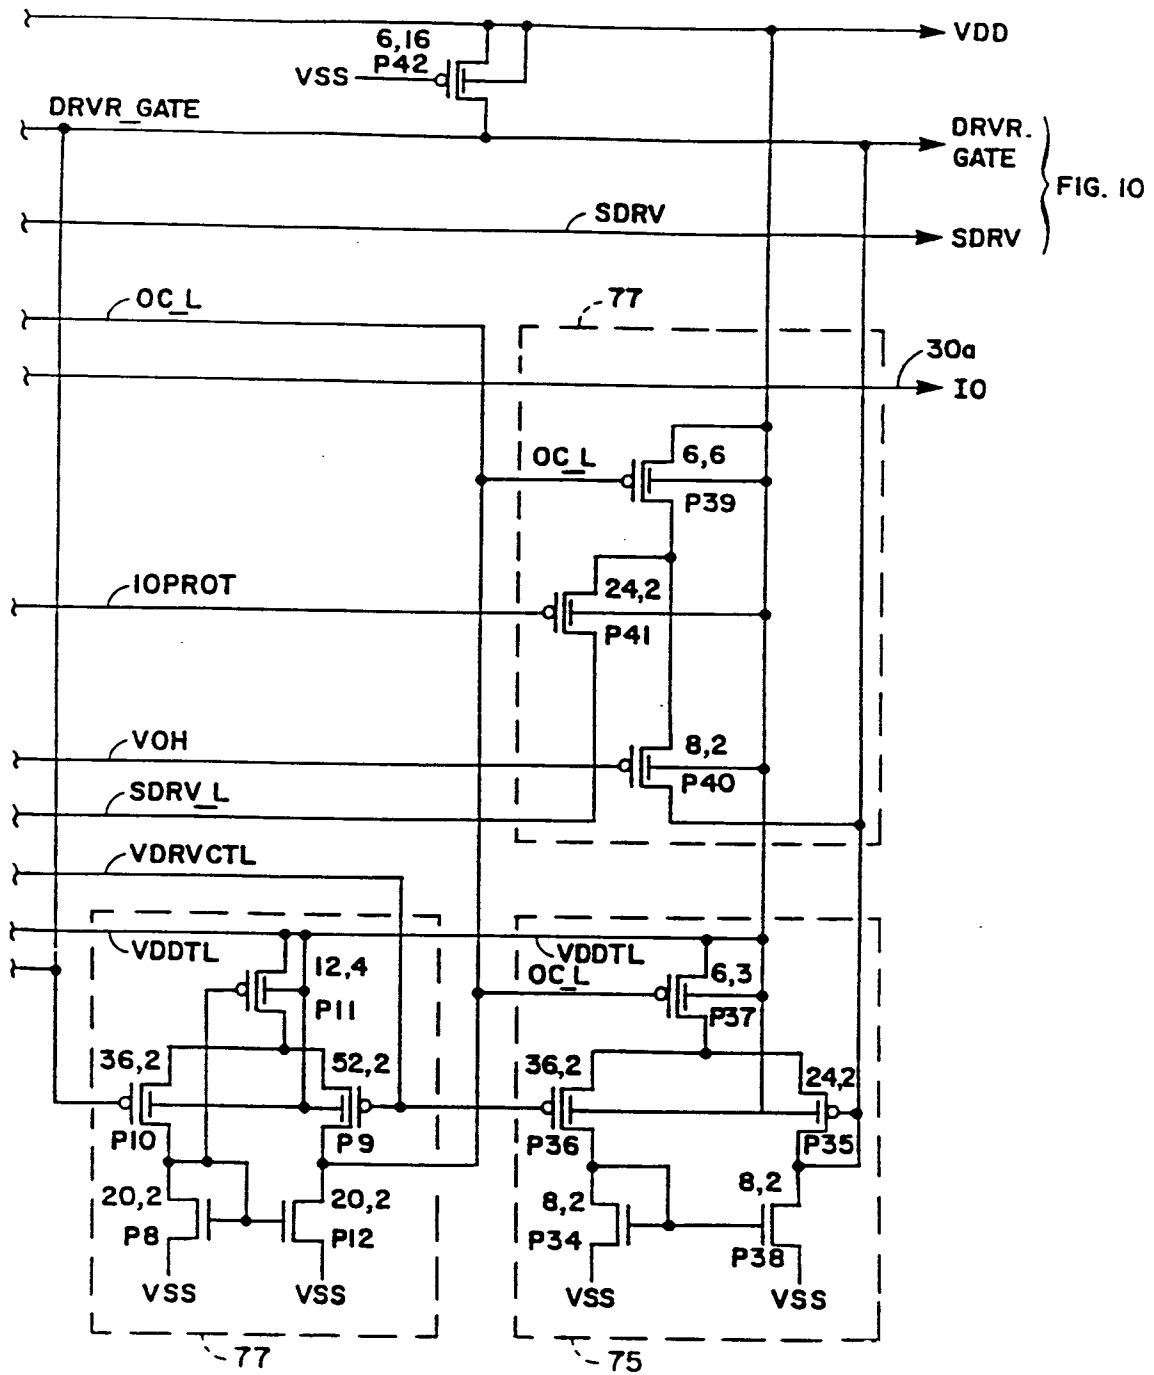 VDD
6,16
P42
VSS
DRVR_GATE
DRVR.
GATE
FIG. 10
SDRV
SDRV
OC_L
77
30a
IO
OC_L
6,6
P39
IOPROT
24,2
P41
VOH
8,2
P40
SDRV_L
VDRVCTL
VDDTL
VDDTL
12,4
P11
OC_L
6,3
P37
36,2
P10
52,2
P9
36,2
P36
24,2
P35
20,2
P8
20,2
P12
8,2
P34
8,2
P38
VSS
VSS
VSS
VSS
77
75